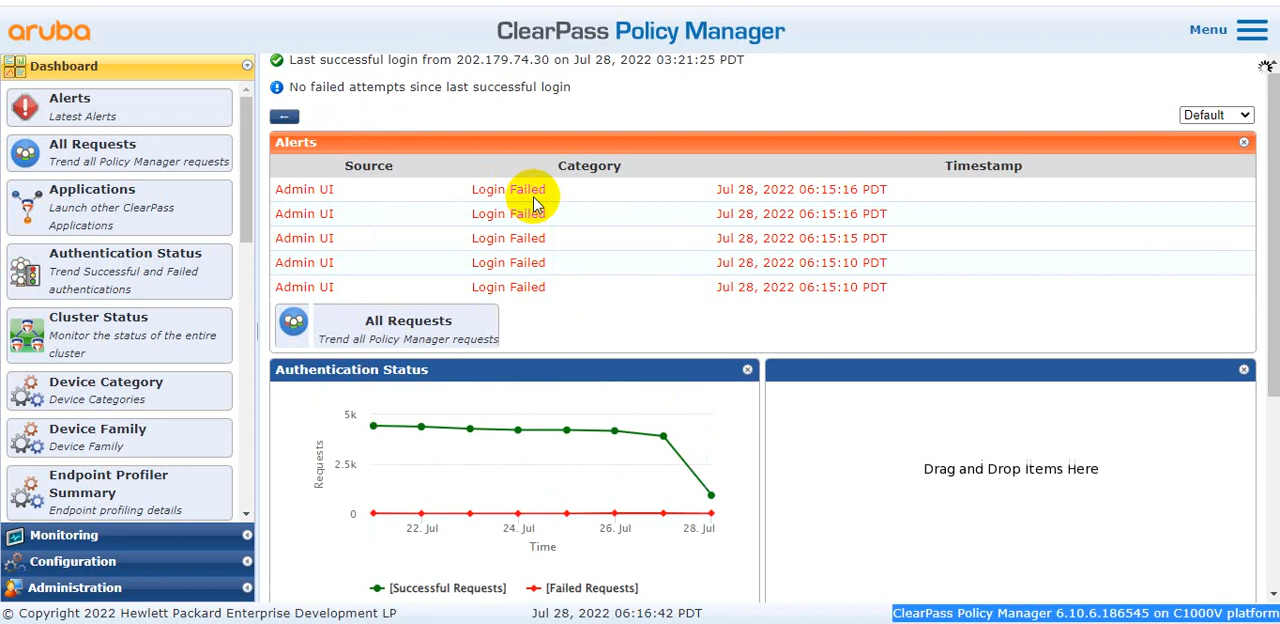 aruba
ClearPass Policy Manager
Menu
Dashboard
Alerts
Latest Alerts
All Requests
Trend all Policy Manager requests
Applications
Launch other ClearPass
Applications
Authentication Status
Trend Successful and Failed
authentications
Cluster Status
Monitor the status of the entire
cluster
Device Category
Device Categories
Device Family
Device Family
Endpoint Profiler
Summary
Endpoint profiling details
Monitoring
Configuration
Administration
Last successful login from 202.179.74.30 on Jul 28, 2022 03:21:25 PDT
No failed attempts since last successful login
Default
Alerts
Source Category Timestamp
Admin UI Login Failed Jul 28, 2022 06:15:16 PDT
Admin UI Login Failed Jul 28, 2022 06:15:16 PDT
Admin UI Login Failed Jul 28, 2022 06:15:15 PDT
Admin UI Login Failed Jul 28, 2022 06:15:10 PDT
Admin UI Login Failed Jul 28, 2022 06:15:10 PDT
All Requests
Trend all Policy Manager requests
Authentication Status
5k
2.5k
0
Requests
22. Jul 24. Jul 26. Jul 28. Jul
Time
[Successful Requests] [Failed Requests]
Drag and Drop Items Here
© Copyright 2022 Hewlett Packard Enterprise Development LP Jul 28, 2022 06:16:42 PDT ClearPass Policy Manager 6.10.6.186545 on C1000V platform